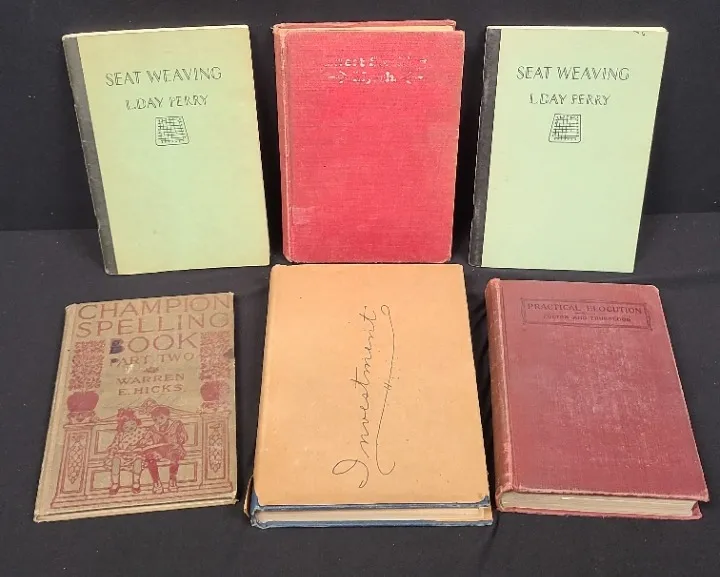 SEAT WEAVING
L. DAY PERRY
SEAT WEAVING
L. DAY PERRY
CHAMPION
SPELLING
BOOK
PART TWO
WARREN
E. HICKS
Investment
PRACTICAL ELOCUTION